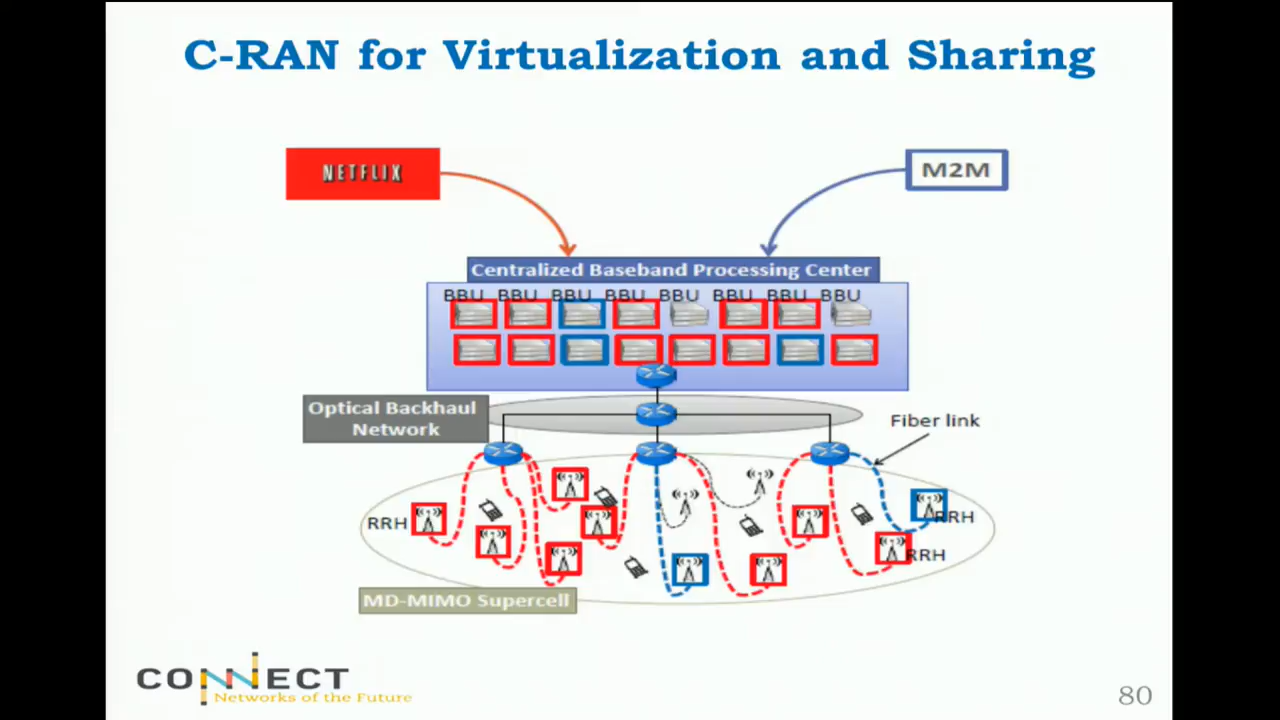 C-RAN for Virtualization and Sharing
NETFLIX
M2M
Centralized Baseband Processing Center
BBU BBU BBU BBU BBU BBU BBU BBU
Optical Backhaul
Network
Fiber link
RRH
RRH
RRH
MD-MIMO Supercell
CONNECT
Networks of the Future
80